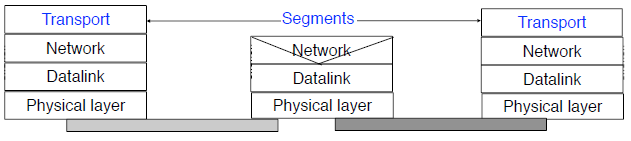 Transport Segments Transport
Network Network Network
Datalink Datalink Datalink
Physical layer Physical layer Physical layer